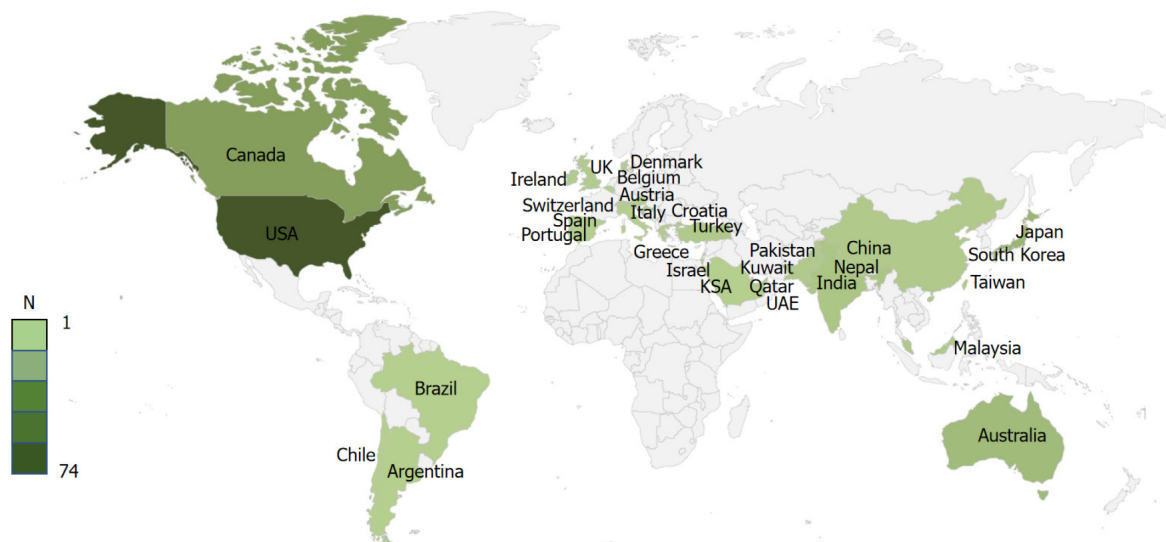 Canada
USA
N
1
74
Brazil
Chile
Argentina
Ireland
UK
Denmark
Belgium
Austria
Switzerland
Italy
Croatia
Spain
Turkey
Portugal
Greece
Israel
KSA
Pakistan
Kuwait
Qatar
UAE
China
Nepal
India
Japan
South Korea
Taiwan
Malaysia
Australia